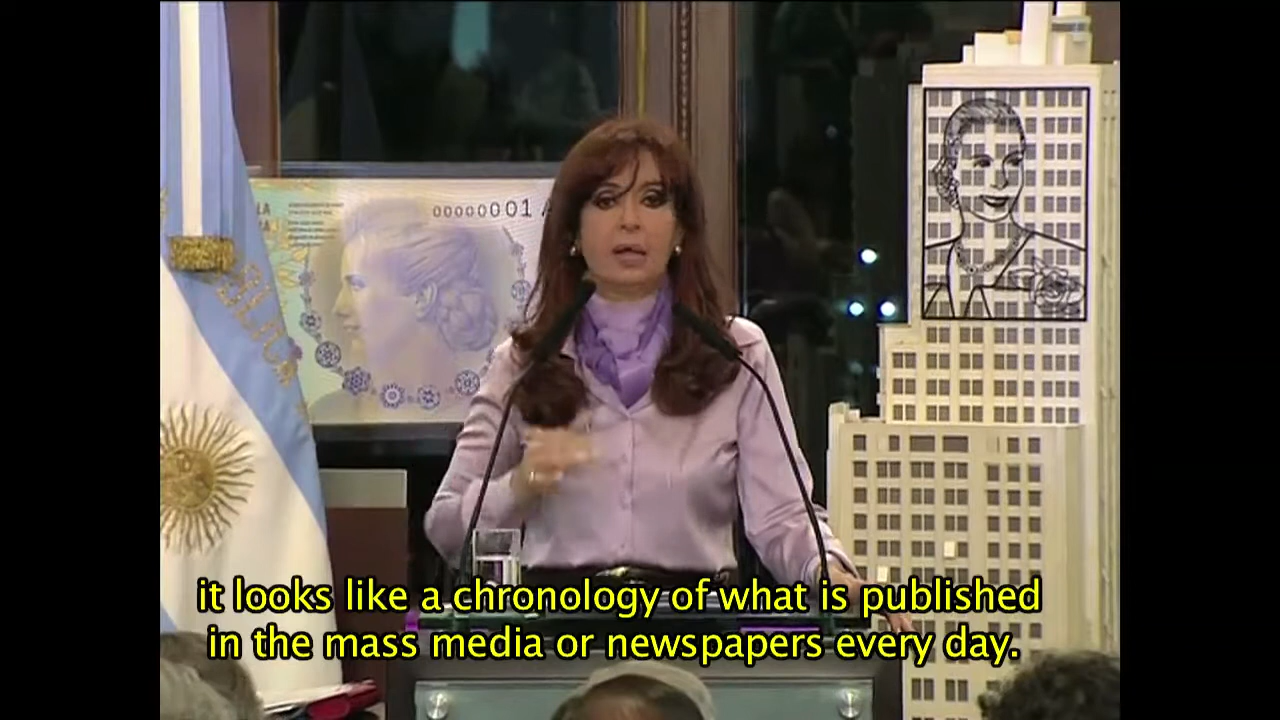 00000001 A
it looks like a chronology of what is published
in the mass media or newspapers every day.